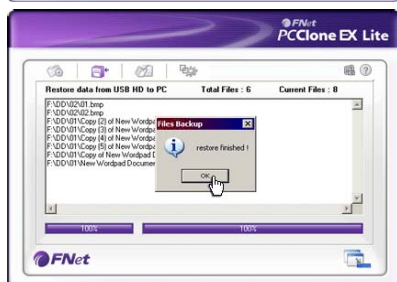 FNet
PCClone EX Lite
Restore data from USB HD to PC Total Files : 6 Current Files : 8
F:\DD\02\01.bmp
F:\DD\02\02.bmp
F:\DD\01\Copy (2) of New Wordpa
F:\DD\01\Copy (3) of New Wordpa
F:\DD\01\Copy (4) of New Wordpa
F:\DD\01\Copy (5) of New Wordpa
F:\DD\01\Copy of New Wordpad D
F:\DD\01\New Wordpad Documen
Files Backup
restore finished !
OK
100% 100%
FNet